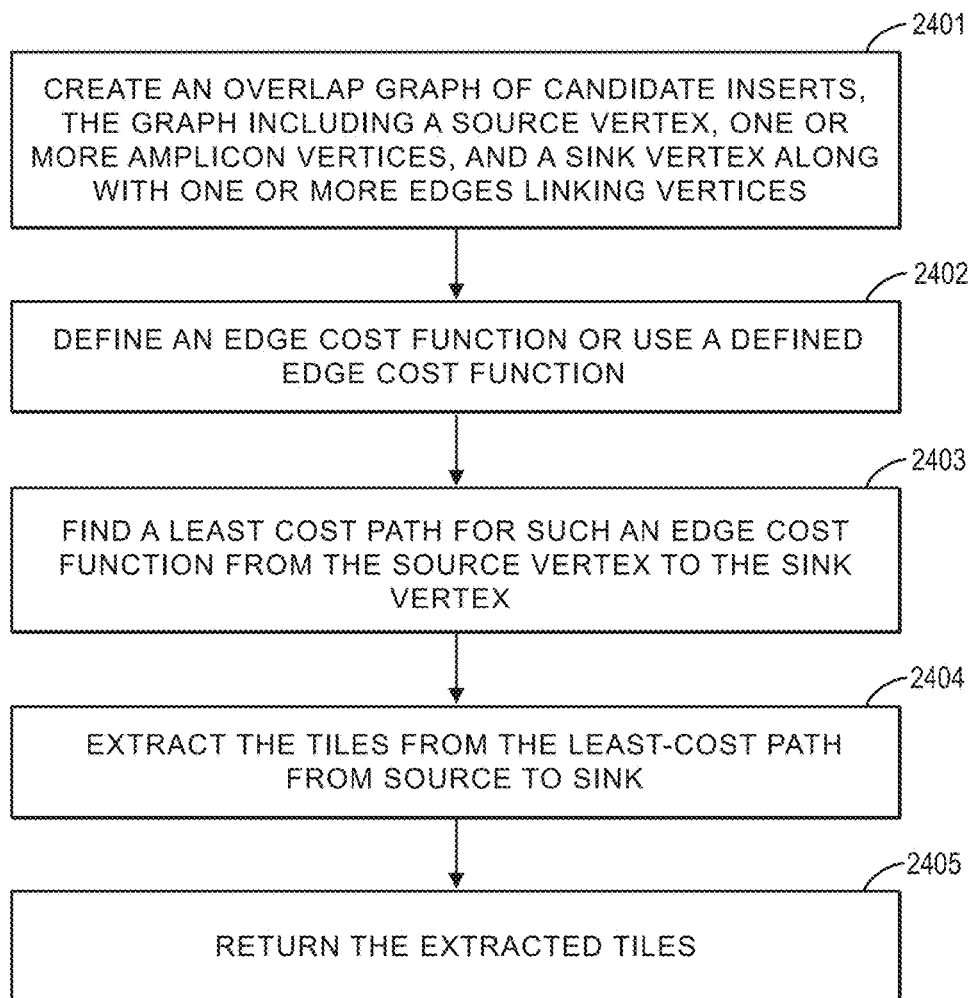 2401
CREATE AN OVERLAP GRAPH OF CANDIDATE INSERTS,
THE GRAPH INCLUDING A SOURCE VERTEX, ONE OR
MORE AMPLICON VERTICES, AND A SINK VERTEX ALONG
WITH ONE OR MORE EDGES LINKING VERTICES
2402
DEFINE AN EDGE COST FUNCTION OR USE A DEFINED
EDGE COST FUNCTION
2403
FIND A LEAST COST PATH FOR SUCH AN EDGE COST
FUNCTION FROM THE SOURCE VERTEX TO THE SINK
VERTEX
2404
EXTRACT THE TILES FROM THE LEAST-COST PATH
FROM SOURCE TO SINK
2405
RETURN THE EXTRACTED TILES